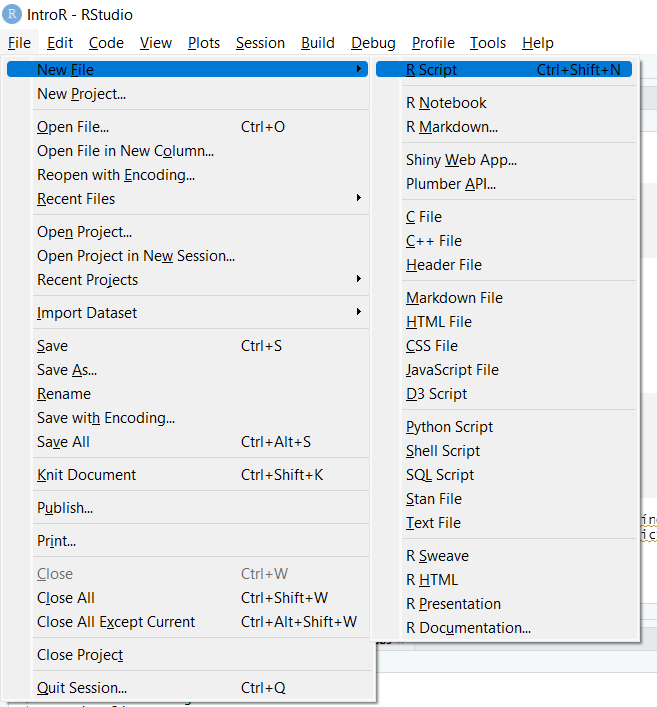 R IntroR - RStudio
File Edit Code View Plots Session Build Debug Profile Tools Help
New File
New Project...
Open File... Ctrl+O
Open File in New Column...
Reopen with Encoding...
Recent Files
Open Project...
Open Project in New Session...
Recent Projects
Import Dataset
Save Ctrl+S
Save As...
Rename
Save with Encoding...
Save All Ctrl+Alt+S
Knit Document Ctrl+Shift+K
Publish...
Print...
Close Ctrl+W
Close All Ctrl+Shift+W
Close All Except Current Ctrl+Alt+Shift+W
Close Project
Quit Session... Ctrl+Q
R Script Ctrl+Shift+N
R Notebook
R Markdown...
Shiny Web App...
Plumber API...
C File
C++ File
Header File
Markdown File
HTML File
CSS File
JavaScript File
D3 Script
Python Script
Shell Script
SQL Script
Stan File
Text File
R Sweave
R HTML
R Presentation
R Documentation...